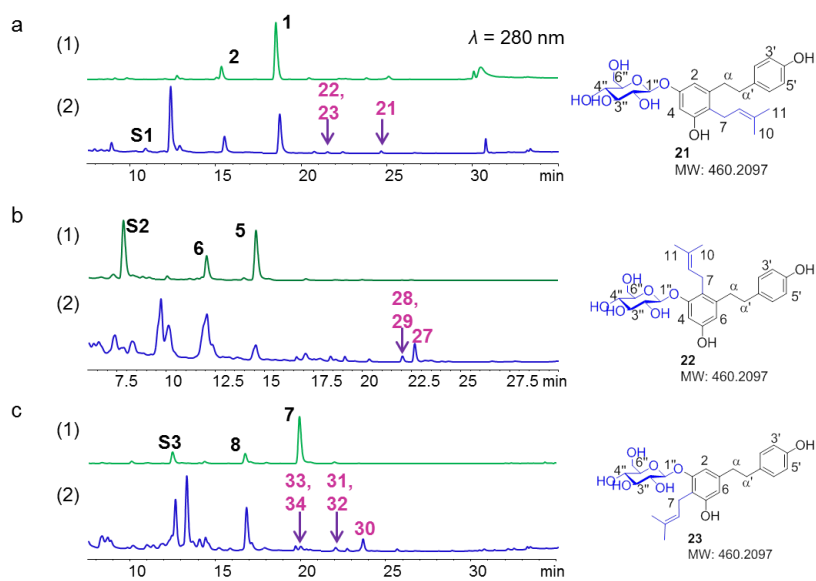 a
(1)
2
1
λ = 280 nm
(2)
S1
22,
23
21
10
15
20
25
30
min
b
(1)
S2
6
5
(2)
28,
29
27
7.5
10
12.5
15
17.5
20
22.5
25
27.5
min
c
(1)
S3
8
7
(2)
33,
34
31,
32
30
10
15
20
25
30
min
OH
6''
4''
O
1''
O
HO
HO
3''
OH
2
4
OH
α
α'
3'
OH
5'
7
11
10
21
MW: 460.2097
11
10
7
OH
6''
4''
O
1''
O
HO
HO
3''
OH
4
6
OH
α
α'
3'
OH
5'
22
MW: 460.2097
OH
6''
4''
O
1''
O
HO
HO
3''
OH
2
6
OH
α
α'
3'
OH
5'
7
23
MW: 460.2097